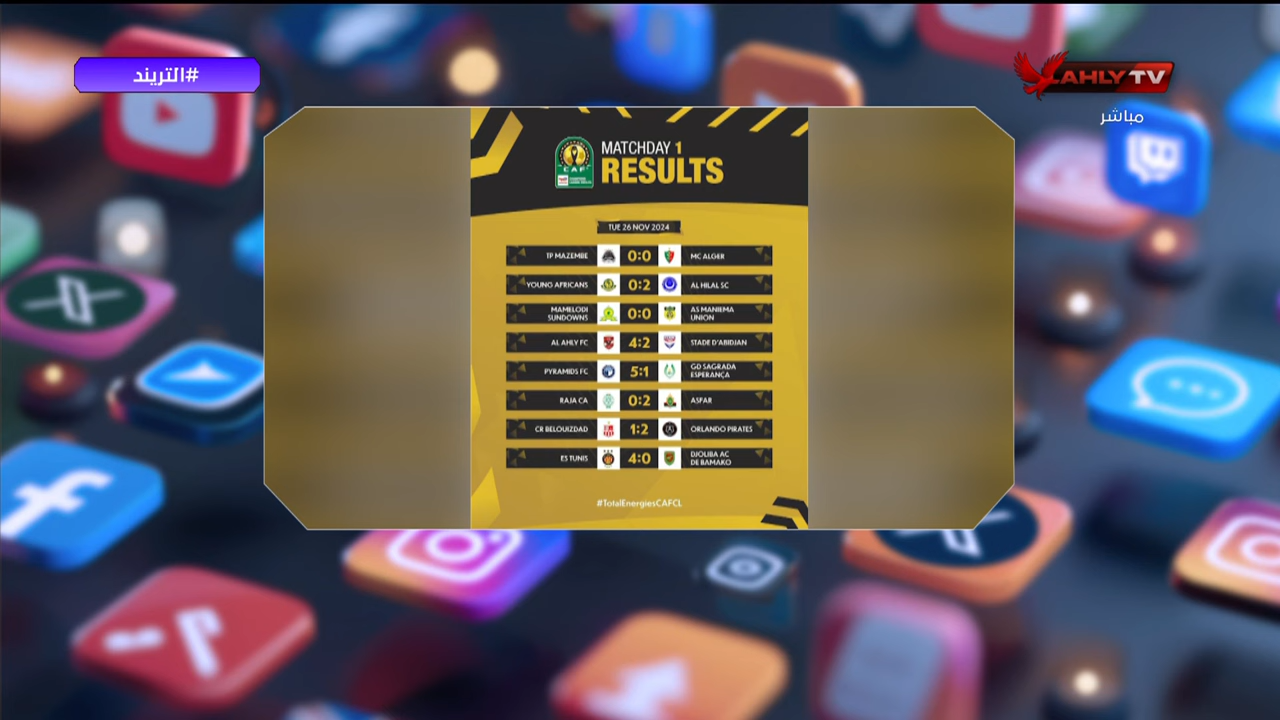 #التريند
AHLY TV
مباشر
MATCHDAY 1
RESULTS
CAF
TUE 26 NOV 2024
TP MAZEMBE 0:0 MC ALGER
YOUNG AFRICANS 0:2 AL HILAL SC
MAMELODI SUNDOWNS 0:0 AS MANIEMA UNION
AL AHLY FC 4:2 STADE D'ABIDJAN
PYRAMIDS FC 5:1 GD SAGRADA ESPERANÇA
RAJA CA 0:2 ASFAR
CR BELOUIZDAD 1:2 ORLANDO PIRATES
ES TUNIS 4:0 DJOLIBA AC DE BAMAKO
#TotalEnergiesCAFCL